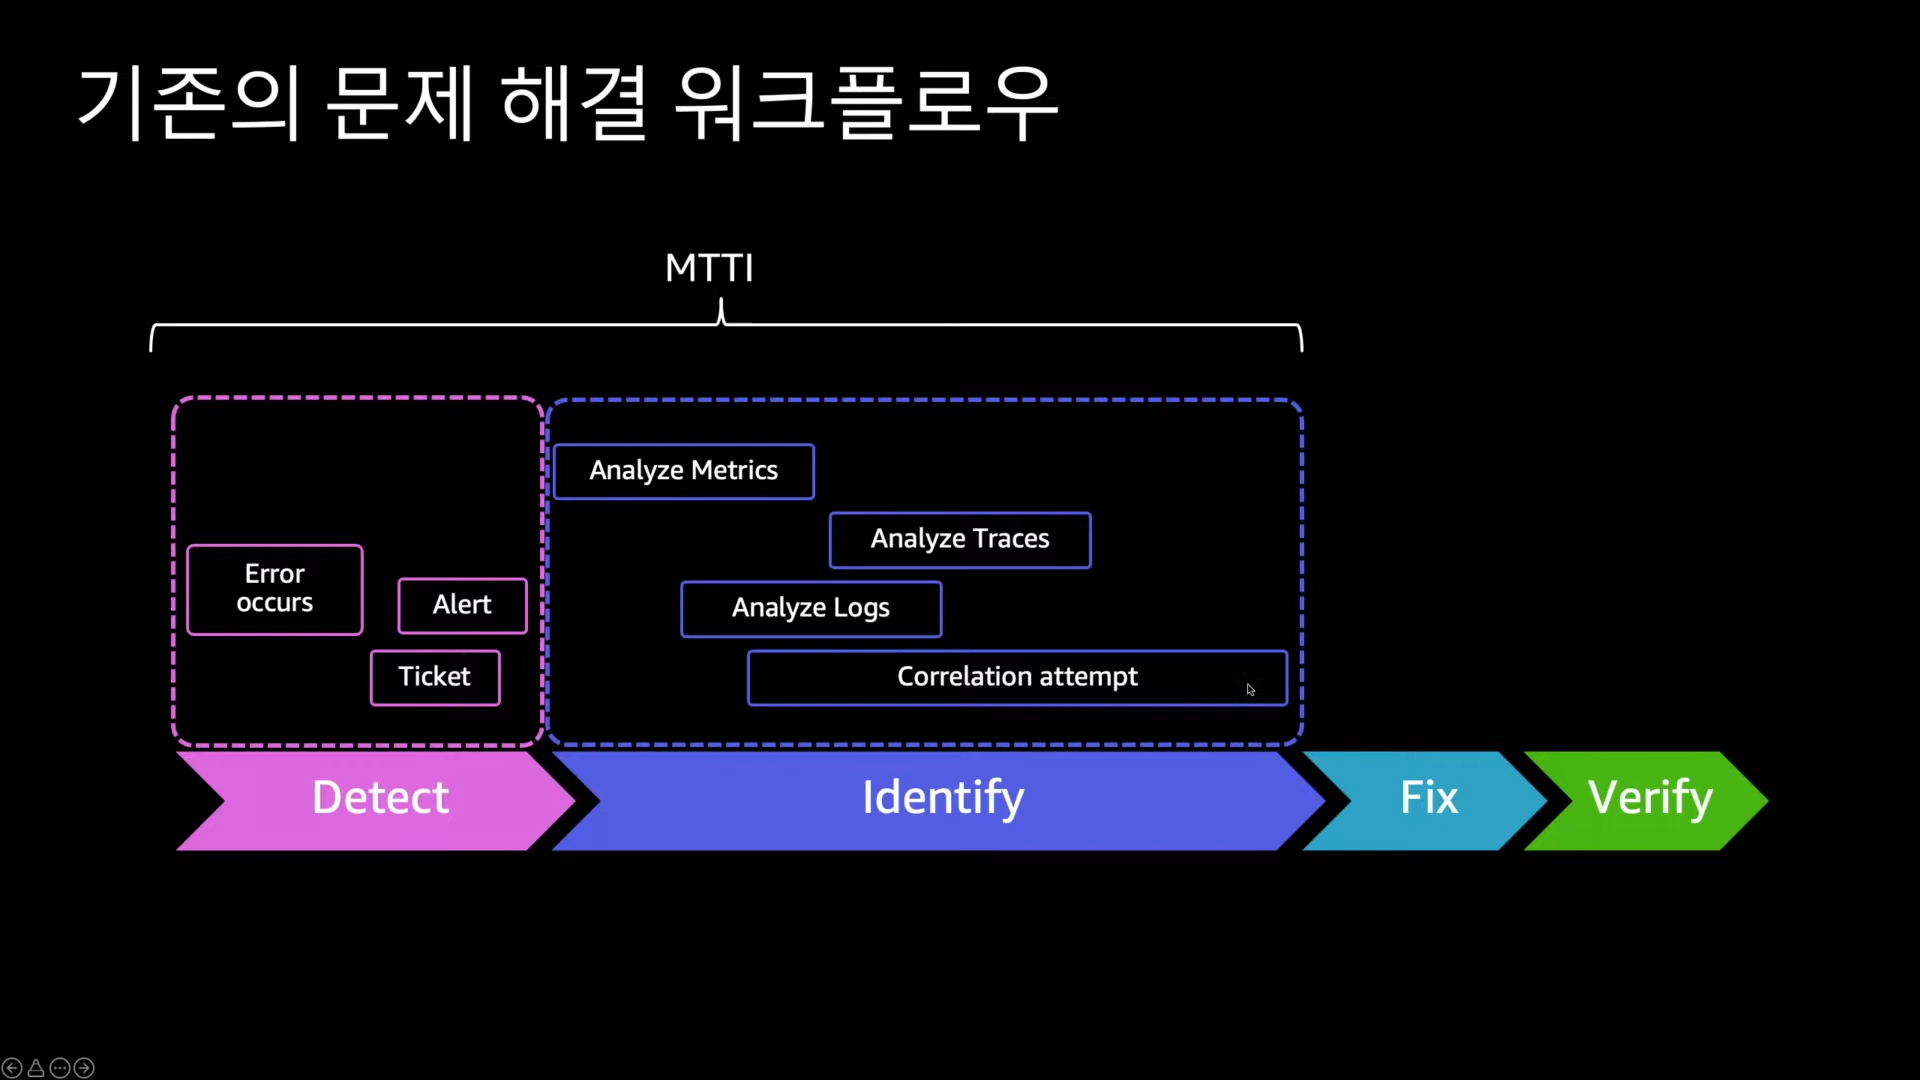 기존의 문제 해결 워크플로우
MTTI
Analyze Metrics
Analyze Traces
Error
occurs
Alert
Analyze Logs
Ticket
Correlation attempt
Detect
Identify
Fix
Verify